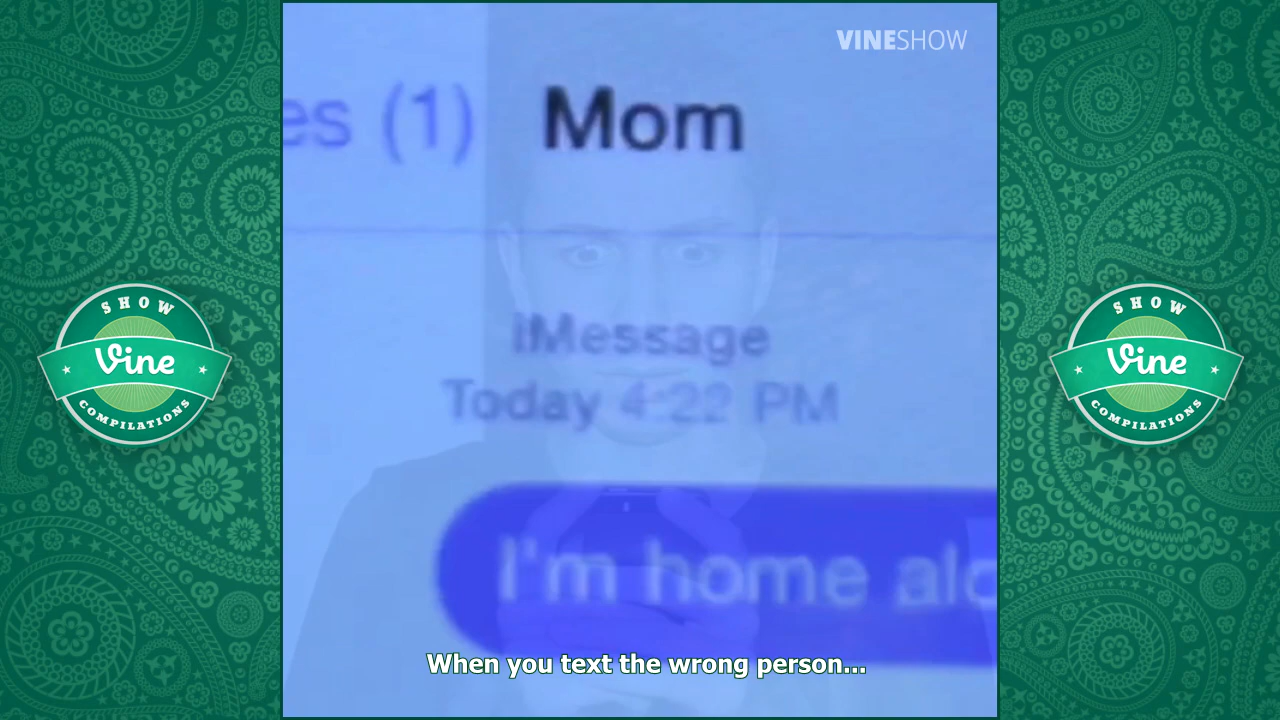 VINESHOW
es (1) Mom
iMessage
Today 4:22 PM
I'm home alo
When you text the wrong person...
SHOW
Vine
COMPILATIONS
SHOW
Vine
COMPILATIONS